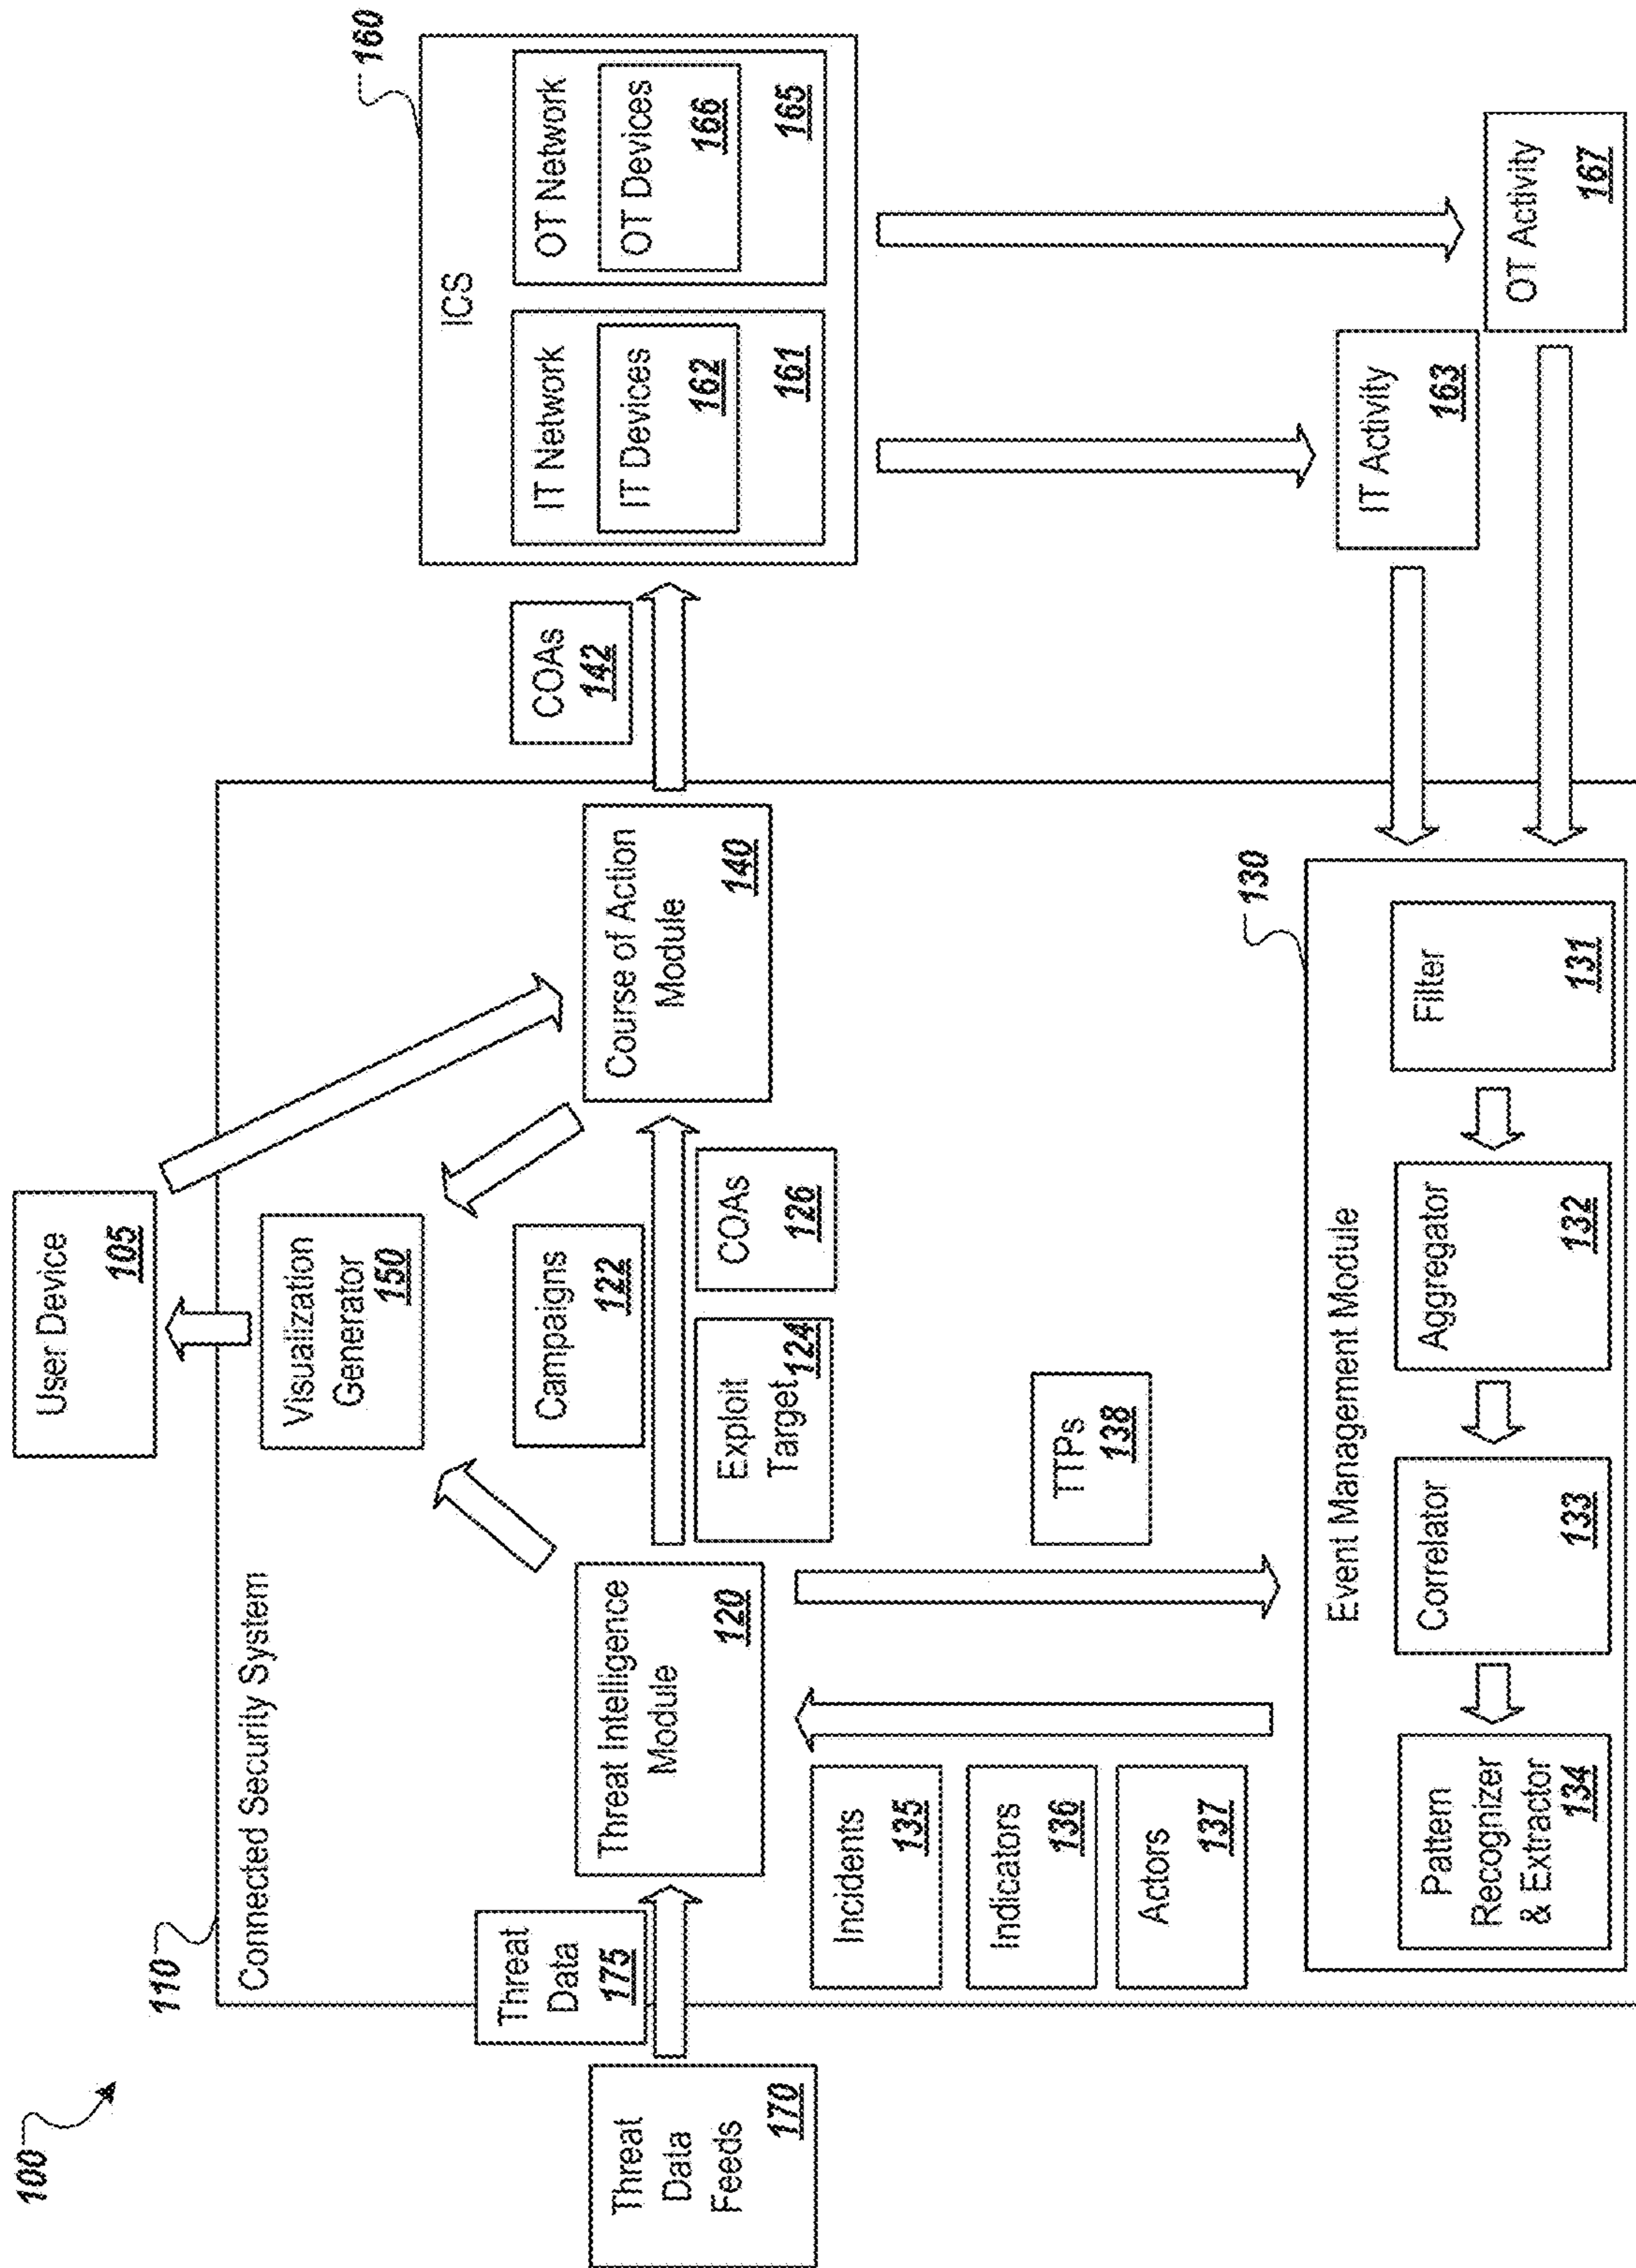 100
110
Connected Security System
User Device
105
Visualization
Generator
150
Threat
Data
Feeds
170
Threat
Data
175
Threat Intelligence
Module
120
Campaigns
122
Exploit
Target
124
COAs
126
Course of Action
Module
140
COAs
142
160
ICS
IT Network
IT Devices
162
161
OT Network
OT Devices
166
165
Incidents
135
Indicators
136
Actors
137
TTPs
138
130
Event Management Module
Pattern
Recognizer
& Extractor
134
Correlator
133
Aggregator
132
Filter
131
IT Activity
163
OT Activity
167